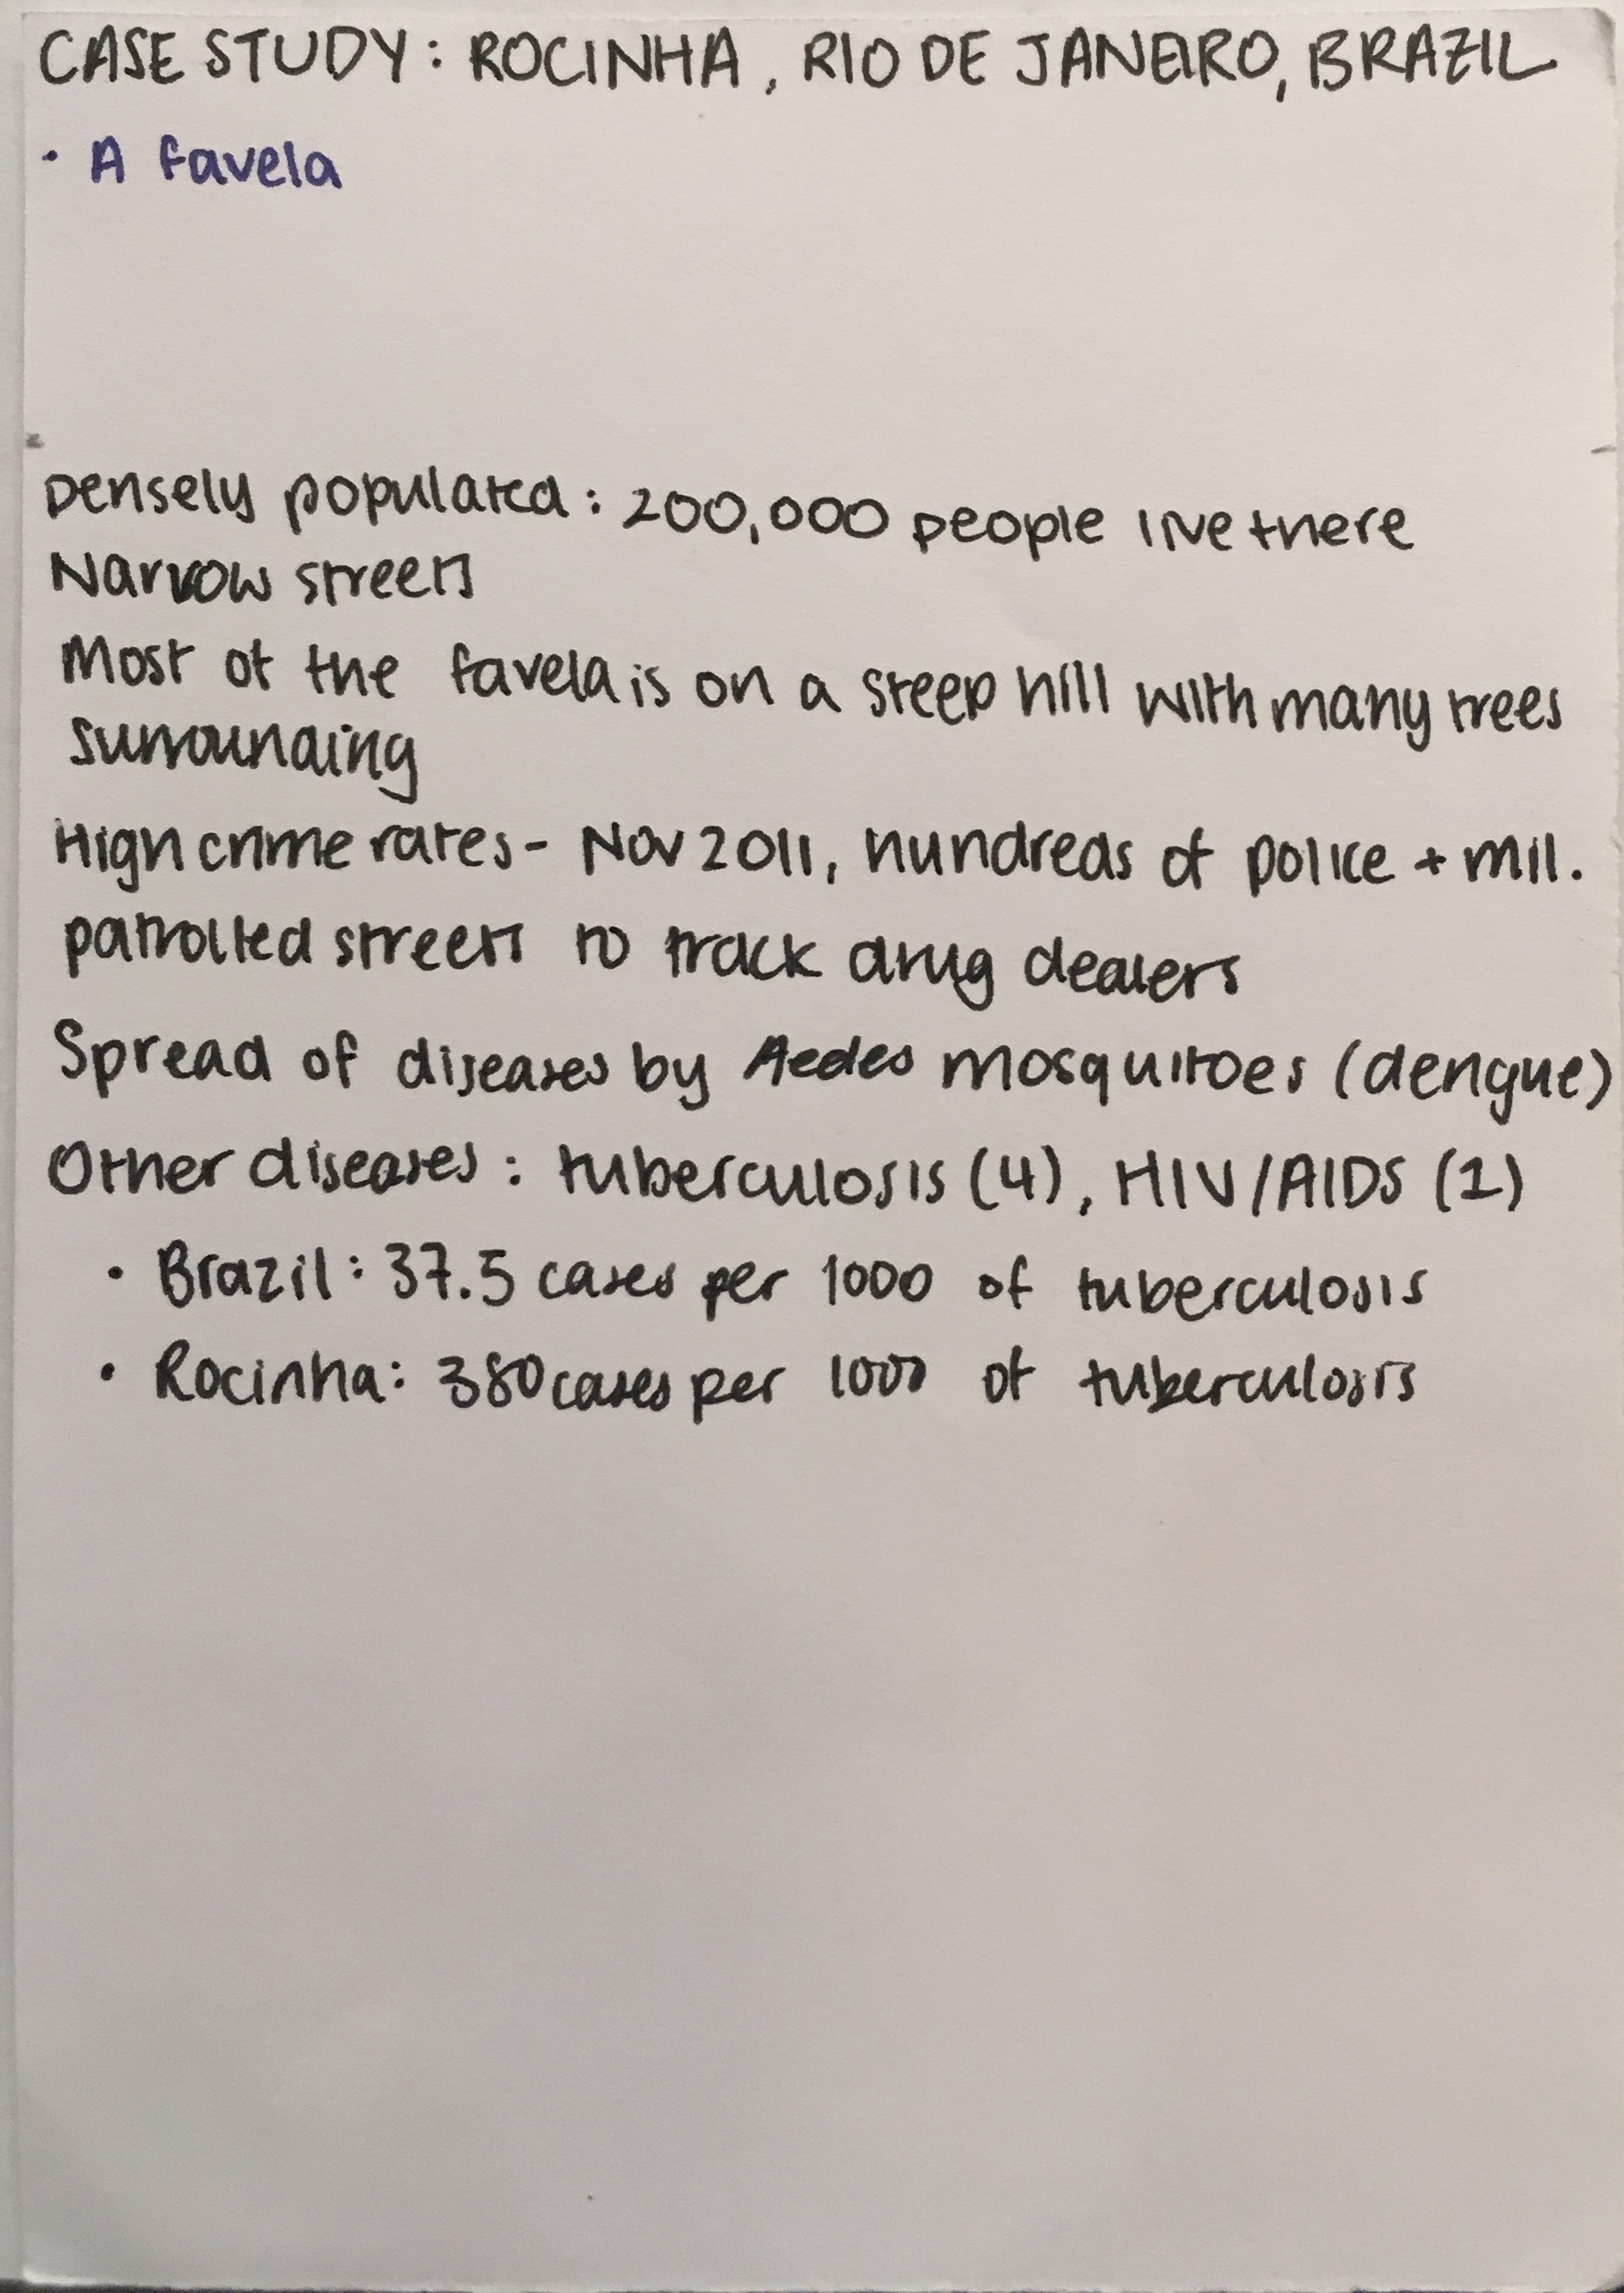 CASE STUDY: ROCINHA, RIO DE JANEIRO, BRAZIL
• A favela
Densely populated: 200,000 people live there
Narrow streets
Most of the favela is on a steep hill with many trees
surrounding
High crime rates - Nov 2011, hundreds of police + mil.
patrolled streets to track drug dealers
Spread of diseases by Aedes mosquitoes (dengue)
Other diseases: tuberculosis (4), HIV/AIDS (1)
• Brazil: 37.5 cases per 1000 of tuberculosis
• Rocinha: 380 cases per 1000 of tuberculosis